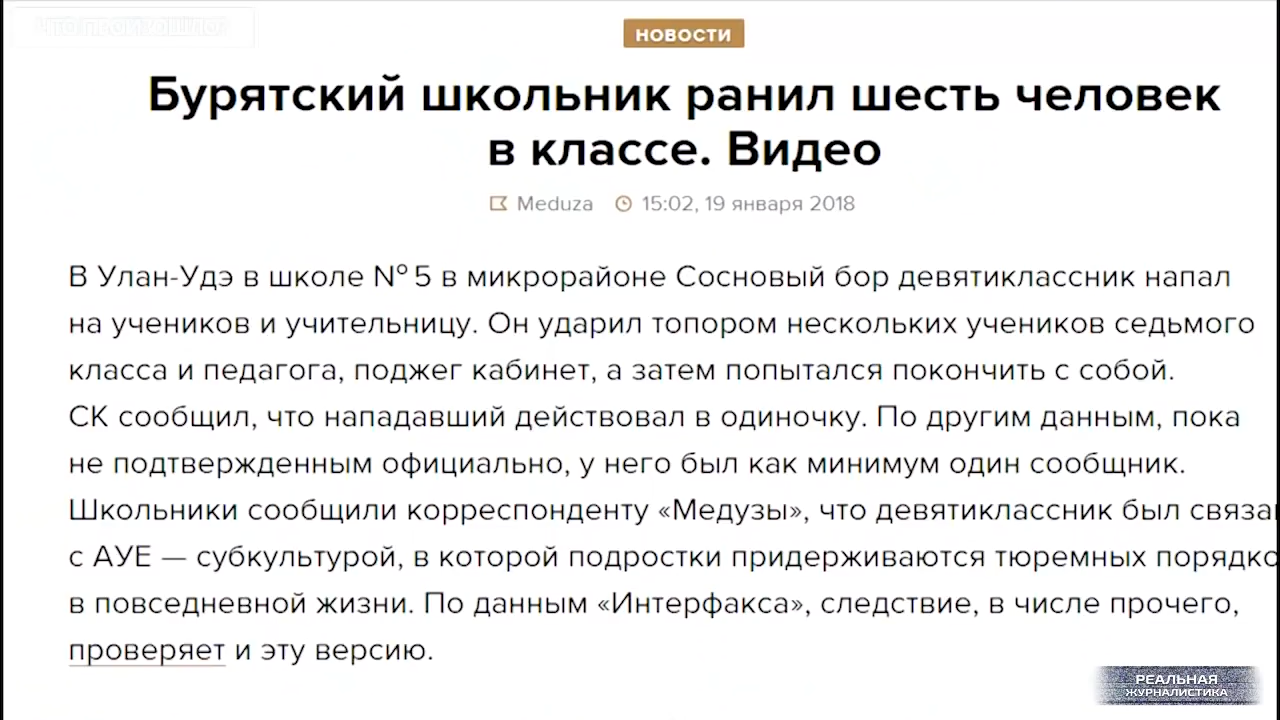 НОВОСТИ
Бурятский школьник ранил шесть человек
в классе. Видео
Meduza 15:02, 19 января 2018
В Улан-Удэ в школе № 5 в микрорайоне Сосновый бор девятиклассник напал
на учеников и учительницу. Он ударил топором нескольких учеников седьмого
класса и педагога, поджег кабинет, а затем попытался покончить с собой.
СК сообщил, что нападавший действовал в одиночку. По другим данным, пока
не подтвержденным официально, у него был как минимум один сообщник.
Школьники сообщили корреспонденту «Медузы», что девятиклассник был связа
с АУЕ — субкультурой, в которой подростки придерживаются тюремных порядко
в повседневной жизни. По данным «Интерфакса», следствие, в числе прочего,
проверяет и эту версию.
РЕАЛЬНАЯ
ЖУРНАЛИСТИКА